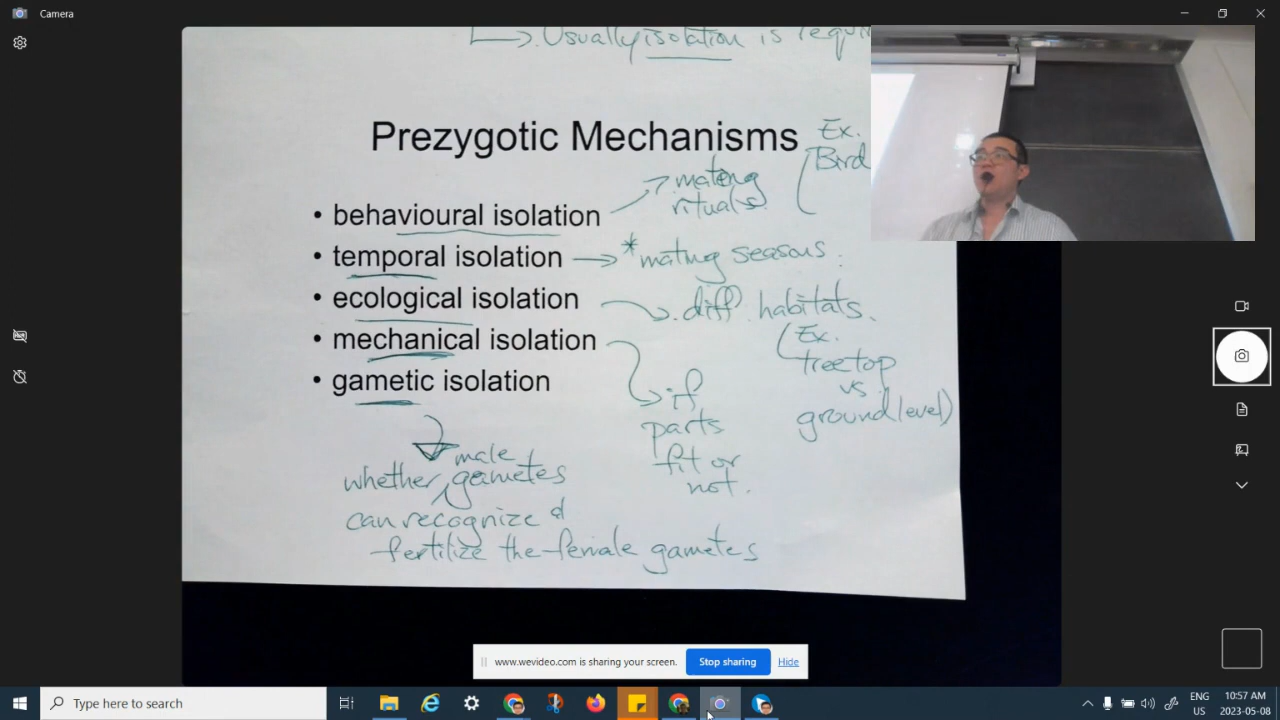 Camera
Usually isolation is requi
Prezygotic Mechanisms
Ex.
Bird
• behavioural isolation
mating
rituals.
• temporal isolation
* mating seasons.
• ecological isolation
diff. habitats.
(Ex.
treetop
vs.
ground level)
• mechanical isolation
if
parts
fit or
not.
• gametic isolation
male
whether gametes
can recognize &
fertilize the female gametes
www.wevideo.com is sharing your screen.
Stop sharing
Hide
Type here to search
ENG
US
10:57 AM
2023-05-08